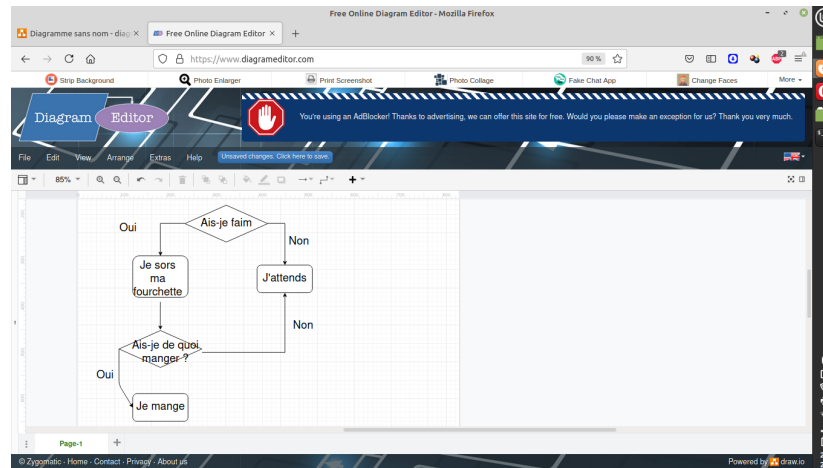 Free Online Diagram Editor - Mozilla Firefox
Diagramme sans nom - diag
Free Online Diagram Editor
https://www.diagrameditor.com
90 %
Strip Background
Photo Enlarger
Print Screenshot
Photo Collage
Fake Chat App
Change Faces
More
Diagram Editor
You're using an AdBlocker! Thanks to advertising, we can offer this site for free. Would you please make an exception for us? Thank you very much.
File Edit View Arrange Extras Help
Unsaved changes. Click here to save.
85%
Ais-je faim
Oui
Non
Je sors
ma
fourchette
J'attends
Non
Ais-je de quoi
manger ?
Oui
Je mange
Page-1
© Zygomatic - Home - Contact - Privacy - About us
Powered by draw.io